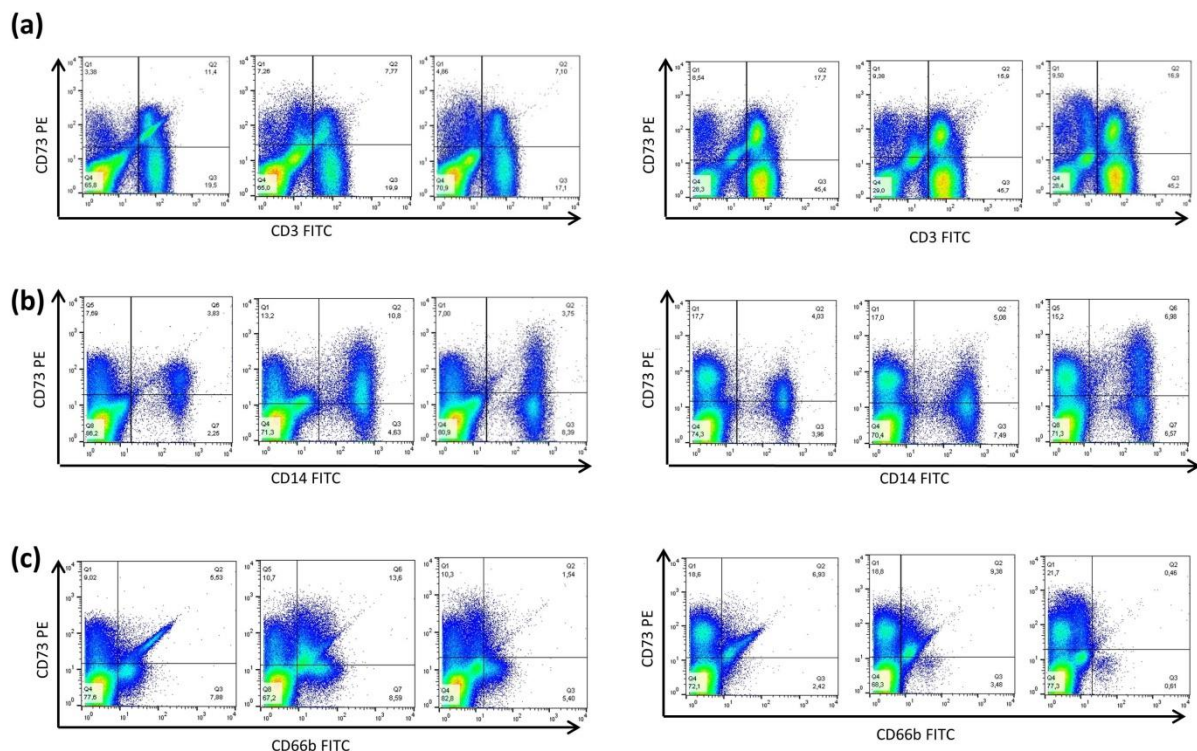 (a)
CD73 PE
Q1 3,38
Q2 11,4
Q4 65,8
Q3 19,5
Q1 7,26
Q2 7,77
Q4 65,0
Q3 19,9
Q1 4,86
Q2 7,10
Q4 70,9
Q3 17,1
CD3 FITC
CD73 PE
Q1 8,54
Q2 17,7
Q4 28,3
Q3 45,4
Q1 9,38
Q2
Q4 29,0
Q3
Q1 9,50
Q2
Q4 28,4
Q3 45,2
CD3 FITC
(b)
CD73 PE
Q5 7,69
Q6 3,83
Q8
Q7 2,25
Q1 13,2
Q2 10,8
Q4 71,3
Q3 4,63
Q1 7,00
Q2 3,75
Q4 80,9
Q3 8,39
CD14 FITC
CD73 PE
Q1 17,7
Q2 4,03
Q4 74,3
Q3 3,96
Q1 17,0
Q2 5,08
Q4 70,4
Q3 7,49
Q5 15,2
Q6 6,98
Q8 71,3
Q7 6,57
CD14 FITC
(c)
CD73 PE
Q1 9,02
Q2 5,53
Q4 77,6
Q3 7,88
Q5 10,7
Q6 13,6
Q8 67,2
Q7 8,59
Q1 10,3
Q2 1,54
Q4 82,8
Q3 5,40
CD66b FITC
CD73 PE
Q1 18,6
Q2 6,93
Q4 72,1
Q3 2,42
Q1 18,8
Q2 9,38
Q4 68,3
Q3 3,48
Q1 21,7
Q2 0,46
Q4 77,3
Q3 0,61
CD66b FITC